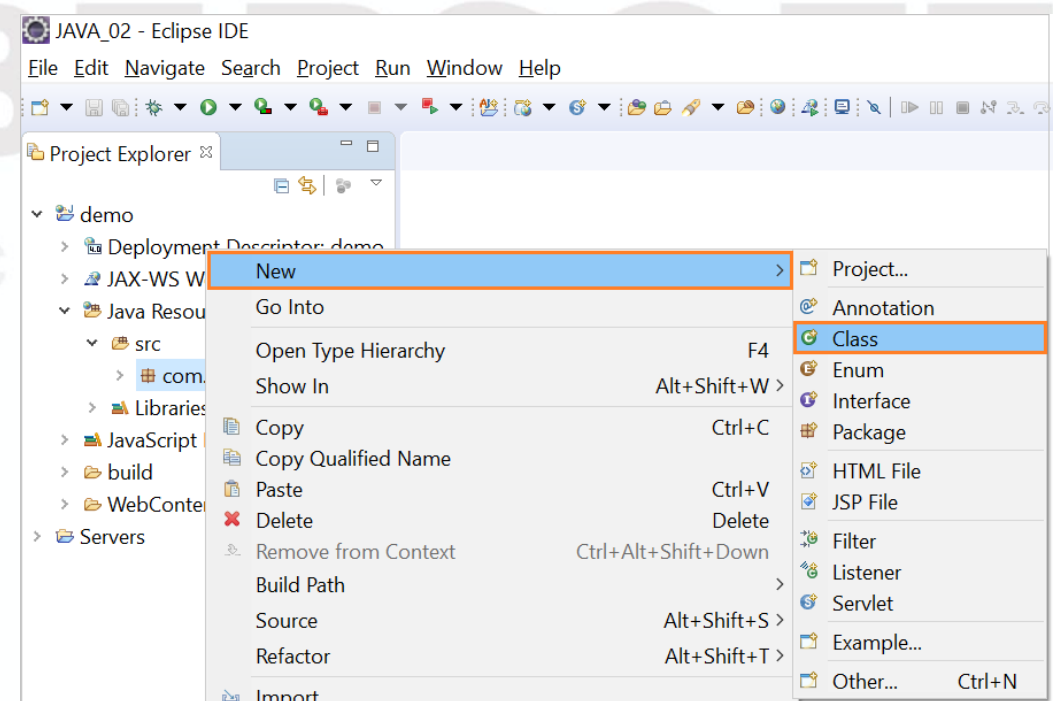 JAVA_02 - Eclipse IDE
File Edit Navigate Search Project Run Window Help
Project Explorer
demo
Deployment Descriptor: demo
JAX-WS W
Java Resou
src
com.
Libraries
JavaScript
build
WebConte
Servers
New
Go Into
Open Type Hierarchy F4
Show In Alt+Shift+W >
Copy Ctrl+C
Copy Qualified Name
Paste Ctrl+V
Delete Delete
Remove from Context Ctrl+Alt+Shift+Down
Build Path >
Source Alt+Shift+S >
Refactor Alt+Shift+T >
Import
Project...
Annotation
Class
Enum
Interface
Package
HTML File
JSP File
Filter
Listener
Servlet
Example...
Other... Ctrl+N